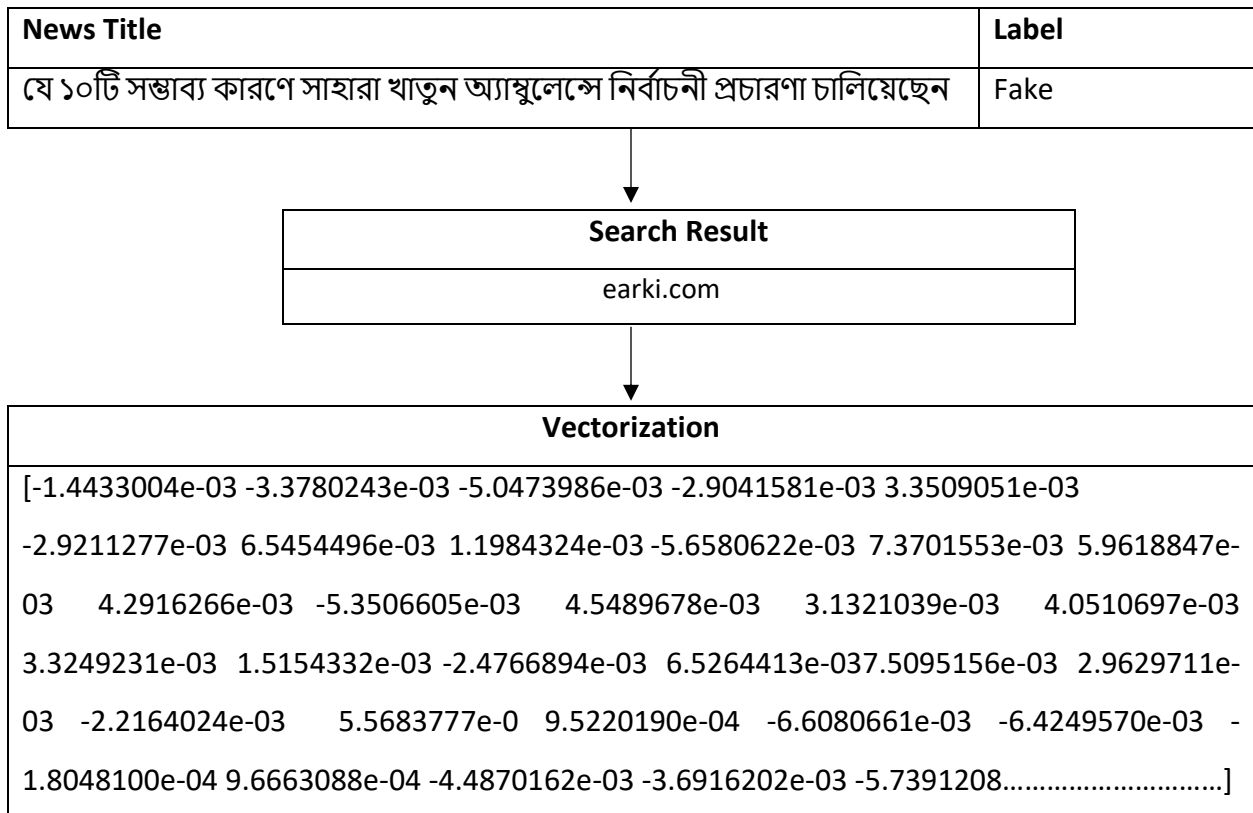 News Title Label
যে ১০টি সম্ভাব্য কারণে সাহারা খাতুন অ্যাম্বুলেন্সে নির্বাচনী প্রচারণা চালিয়েছেন Fake
Search Result
earki.com
Vectorization
[-1.4433004e-03 -3.3780243e-03 -5.0473986e-03 -2.9041581e-03 3.3509051e-03
-2.9211277e-03 6.5454496e-03 1.1984324e-03 -5.6580622e-03 7.3701553e-03 5.9618847e-
03 4.2916266e-03 -5.3506605e-03 4.5489678e-03 3.1321039e-03 4.0510697e-03
3.3249231e-03 1.5154332e-03 -2.4766894e-03 6.5264413e-037.5095156e-03 2.9629711e-
03 -2.2164024e-03 5.5683777e-0 9.5220190e-04 -6.6080661e-03 -6.4249570e-03 -
1.8048100e-04 9.6663088e-04 -4.4870162e-03 -3.6916202e-03 -5.7391208…………………………]